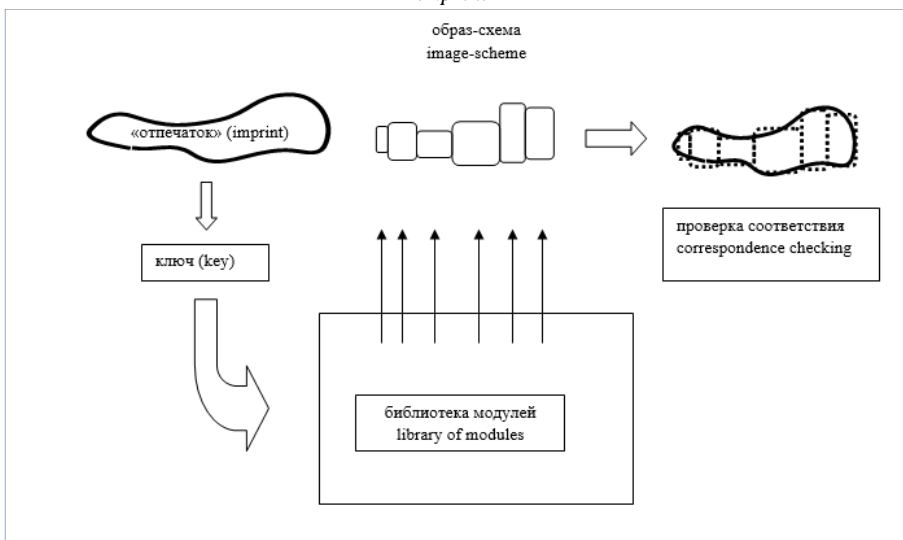 образ-схема
image-scheme
«отпечаток» (imprint)
ключ (key)
проверка соответствия
correspondence checking
библиотека модулей
library of modules